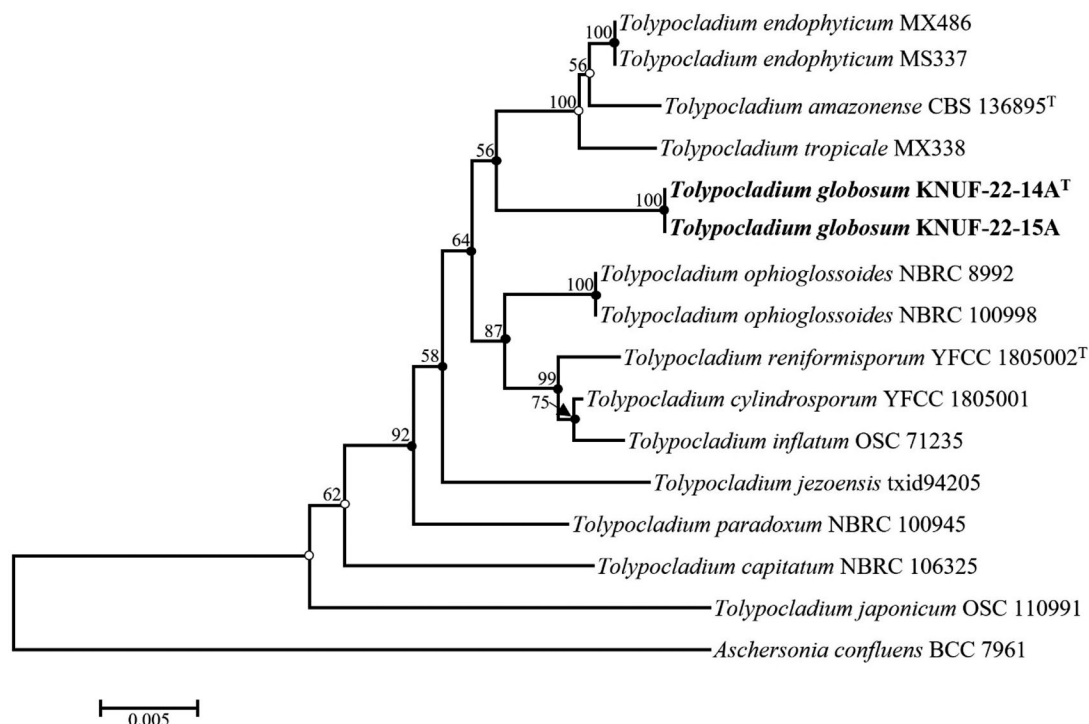 100
Tolypocladium endophyticum MX486
Tolypocladium endophyticum MS337
56
Tolypocladium amazonense CBS 136895ᵀ
100
Tolypocladium tropicale MX338
56
Tolypocladium globosum KNUF-22-14Aᵀ
100
Tolypocladium globosum KNUF-22-15A
64
Tolypocladium ophioglossoides NBRC 8992
100
Tolypocladium ophioglossoides NBRC 100998
87
Tolypocladium reniformisporum YFCC 1805002ᵀ
99
Tolypocladium cylindrosporum YFCC 1805001
75
Tolypocladium inflatum OSC 71235
58
Tolypocladium jezoensis txid94205
92
Tolypocladium paradoxum NBRC 100945
62
Tolypocladium capitatum NBRC 106325
Tolypocladium japonicum OSC 110991
Aschersonia confluens BCC 7961
0.005